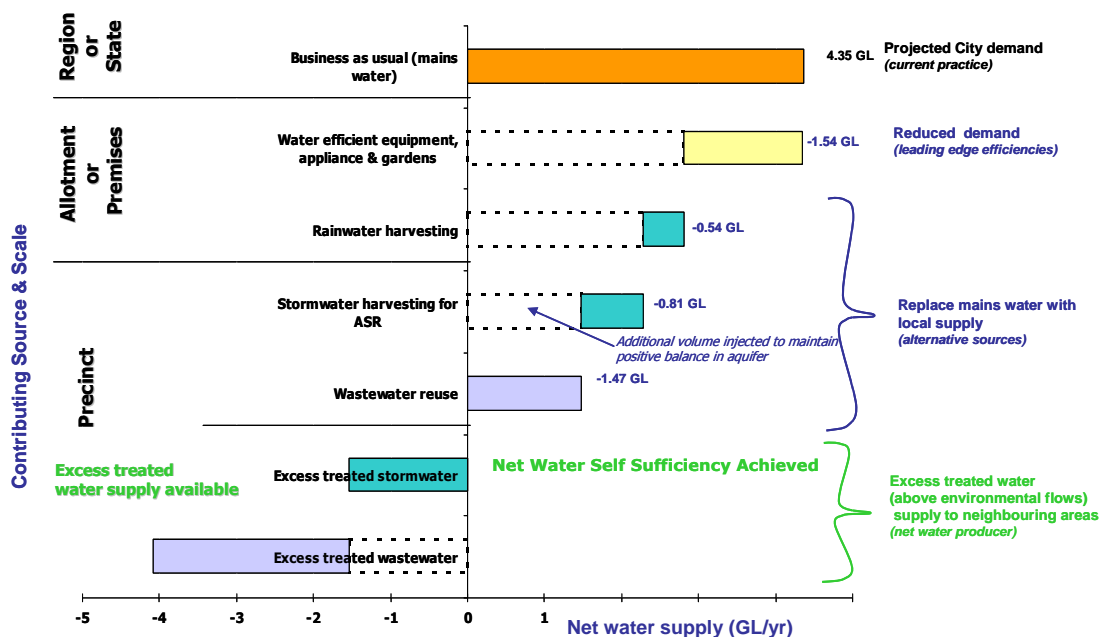 Region
or
State
Business as usual (mains
water)
4.35 GL
Projected City demand
(current practice)
Allotment
or
Premises
Water efficient equipment,
appliance & gardens
-1.54 GL
Reduced demand
(leading edge efficiencies)
Rainwater harvesting
-0.54 GL
Contributing Source & Scale
Precinct
Stormwater harvesting for
ASR
-0.81 GL
Additional volume injected to maintain
positive balance in aquifer
Replace mains water with
local supply
(alternative sources)
Wastewater reuse
-1.47 GL
Excess treated
water supply available
Excess treated stormwater
Net Water Self Sufficiency Achieved
Excess treated water
(above environmental flows)
supply to neighbouring areas
(net water producer)
Excess treated wastewater
-5 -4 -3 -2 -1 0 1
Net water supply (GL/yr)